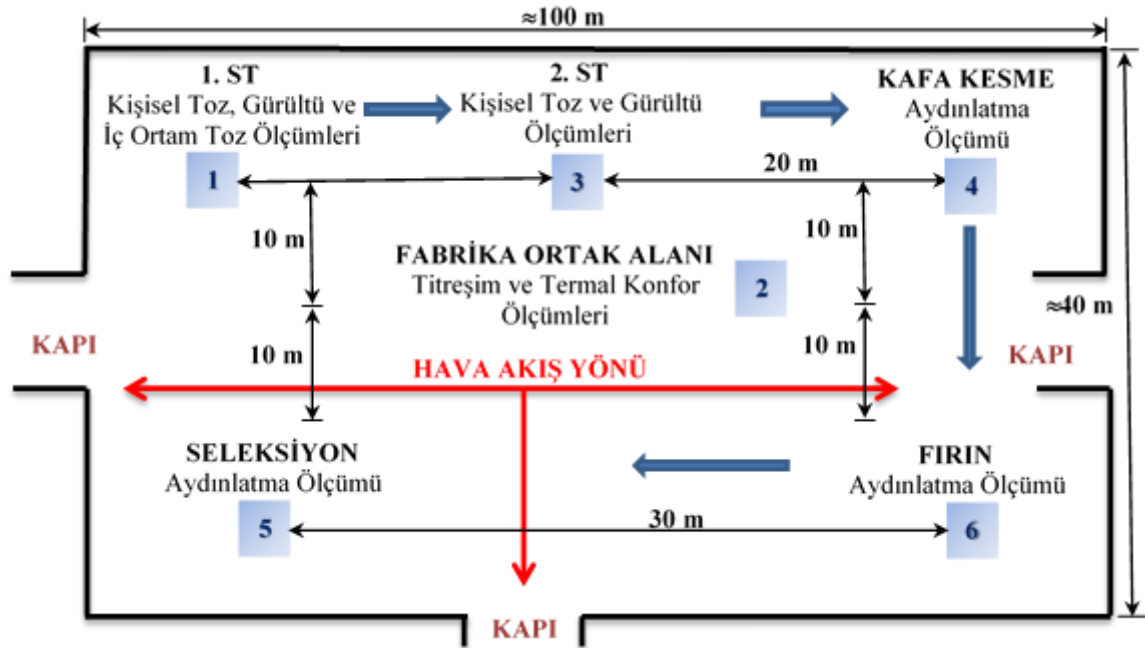 ≈100 m
1. ST
Kişisel Toz, Gürültü ve
İç Ortam Toz Ölçümleri
2. ST
Kişisel Toz ve Gürültü
Ölçümleri
KAFA KESME
Aydınlatma
Ölçümü
1
3
20 m
4
10 m
10 m
FABRİKA ORTAK ALANI
Titreşim ve Termal Konfor
Ölçümleri
2
≈40 m
KAPI
10 m
10 m
KAPI
HAVA AKIŞ YÖNÜ
SELEKSİYON
Aydınlatma Ölçümü
FIRIN
Aydınlatma Ölçümü
5
30 m
6
KAPI